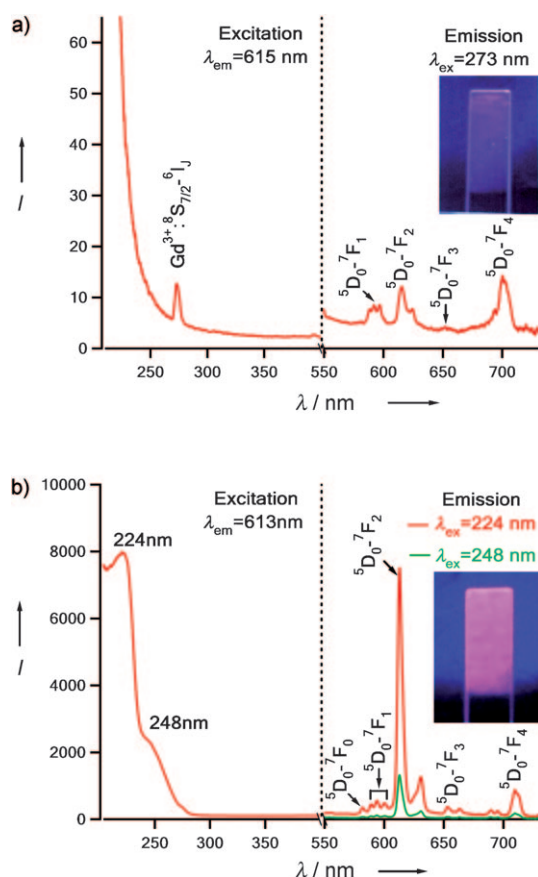 a)
Excitation
λem=615 nm
Emission
λex=273 nm
Gd³⁺:⁸S7/2-⁶IJ
⁵D0-⁷F1
⁵D0-⁷F2
⁵D0-⁷F3
⁵D0-⁷F4
60
50
40
30
20
10
0
I
250 300 350 550 600 650 700
λ / nm
b)
Excitation
λem=613nm
Emission
λex=224 nm
λex=248 nm
224nm
248nm
⁵D0-⁷F0
⁵D0-⁷F1
⁵D0-⁷F2
⁵D0-⁷F3
⁵D0-⁷F4
10000
8000
6000
4000
2000
0
I
250 300 350 550 600 650 700
λ / nm